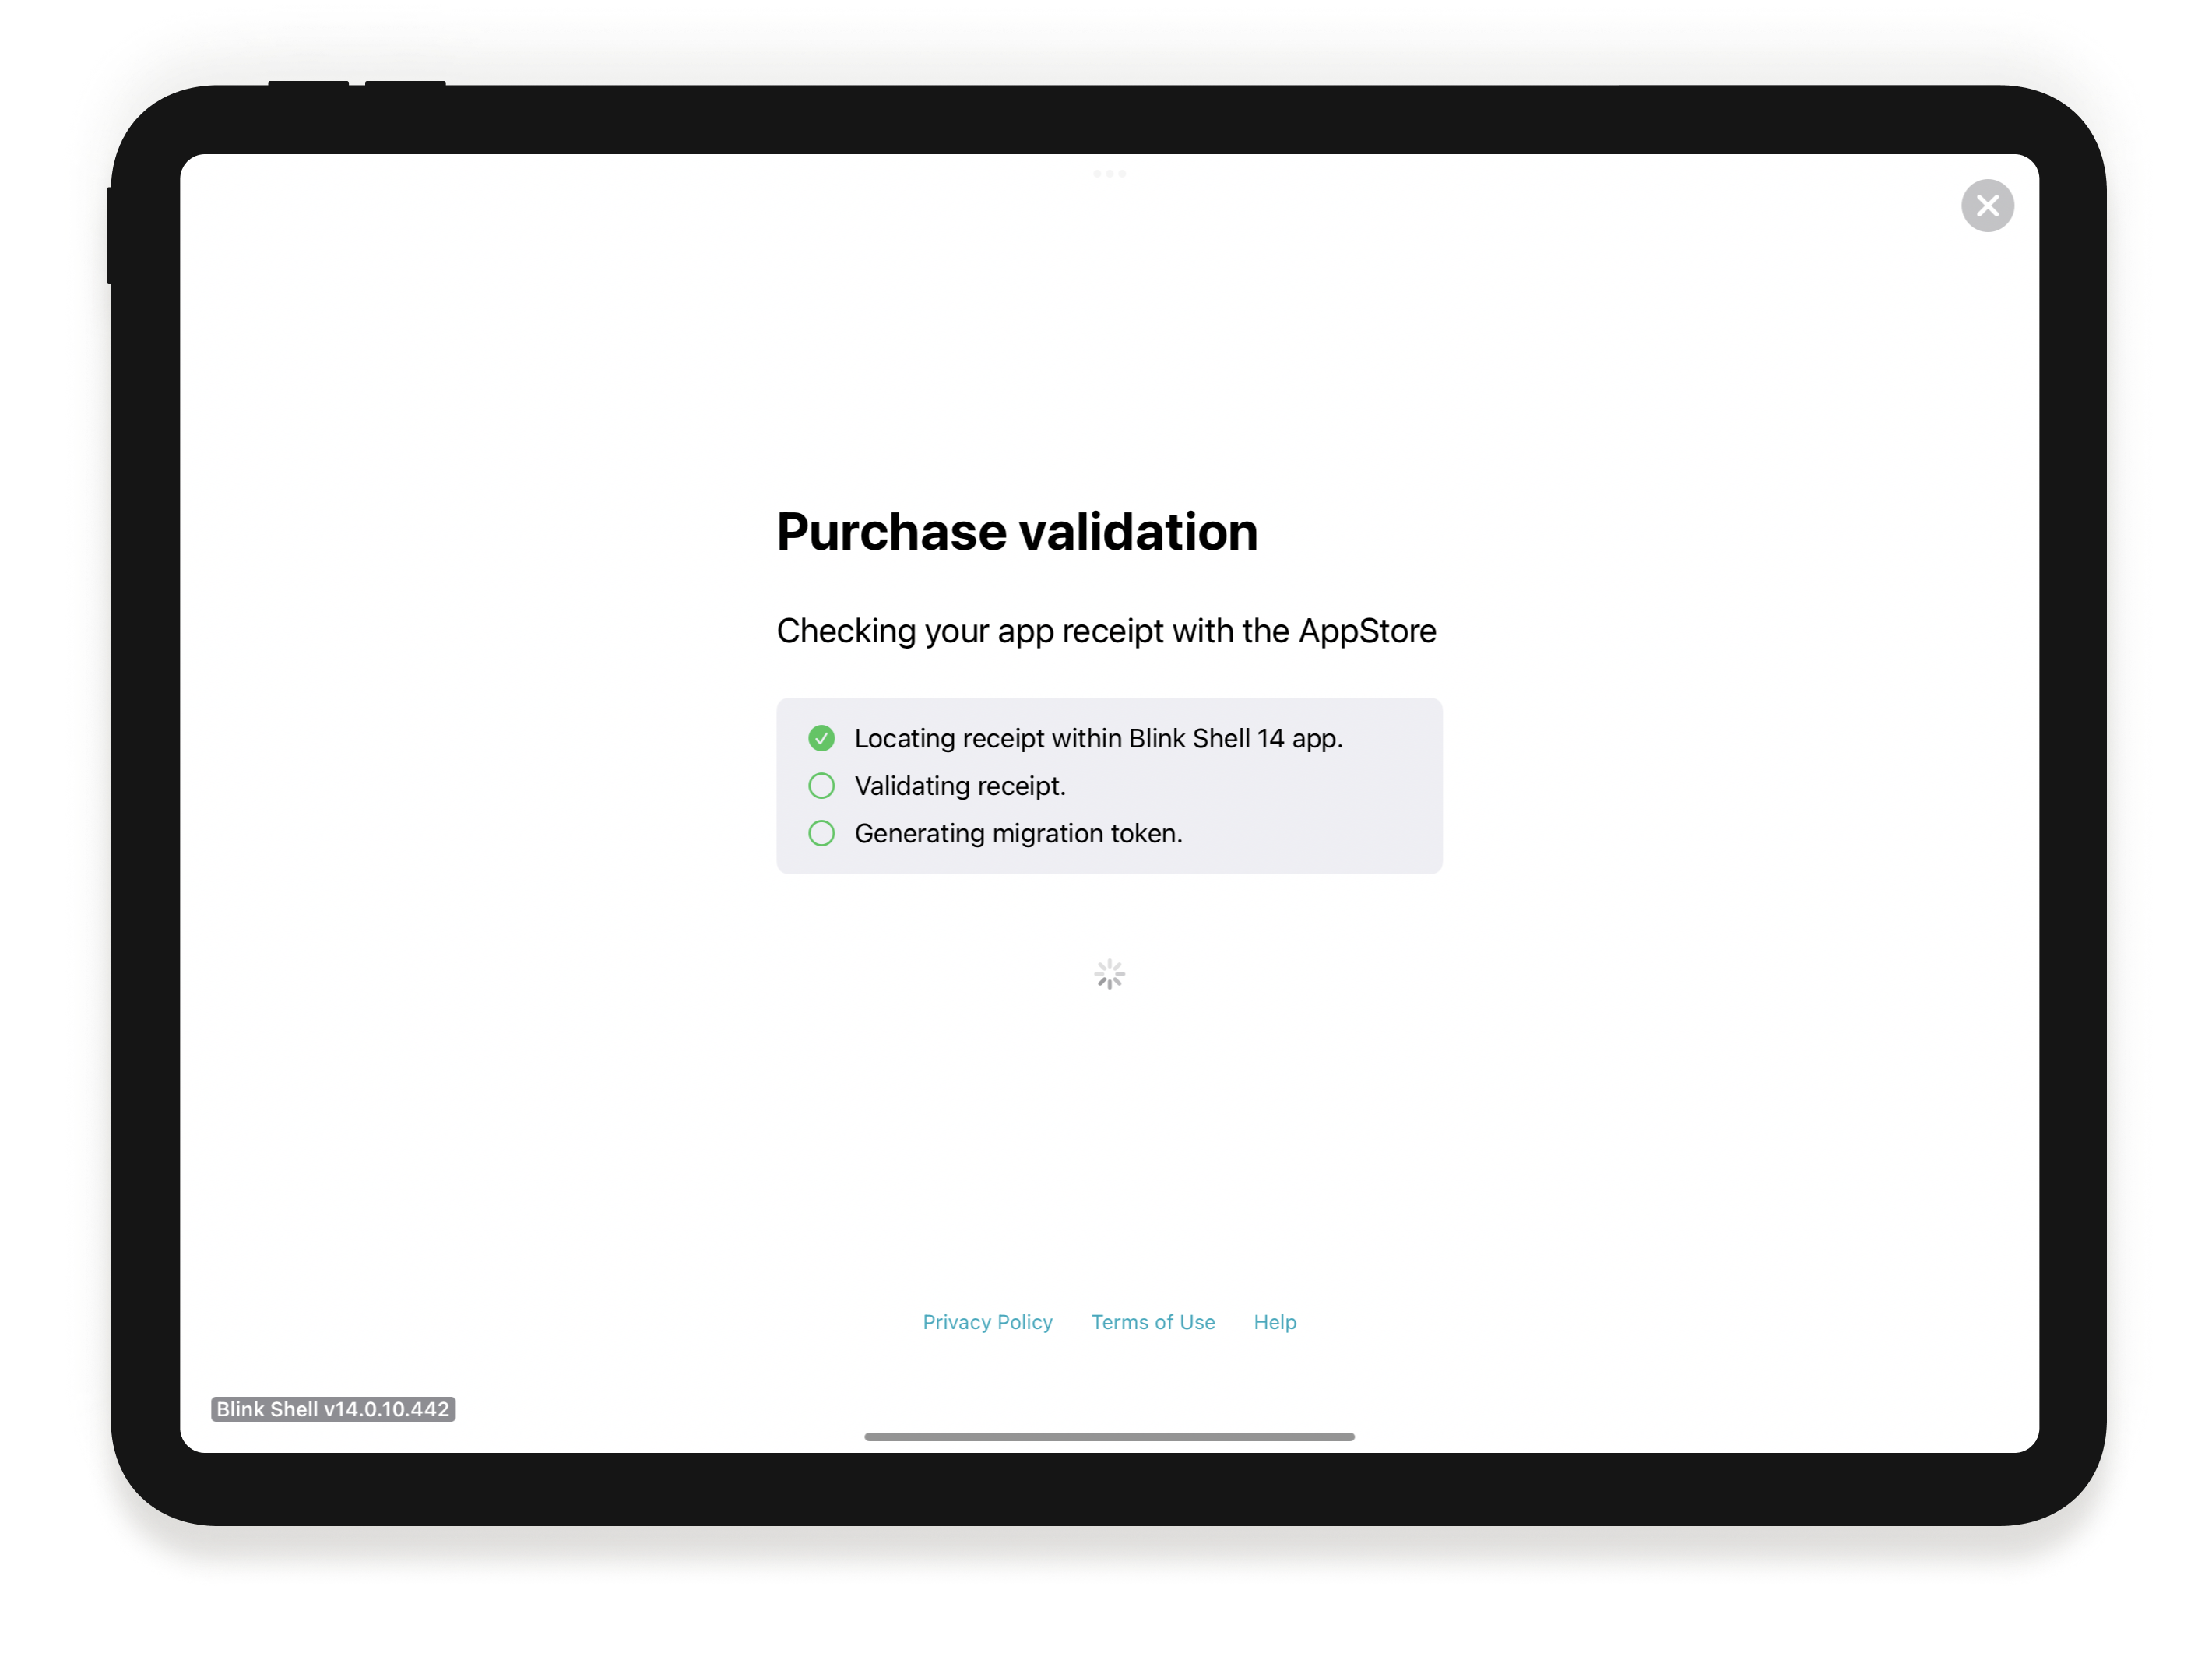 Purchase validation
Checking your app receipt with the AppStore
Locating receipt within Blink Shell 14 app.
Validating receipt.
Generating migration token.
Privacy Policy Terms of Use Help
Blink Shell v14.0.10.442